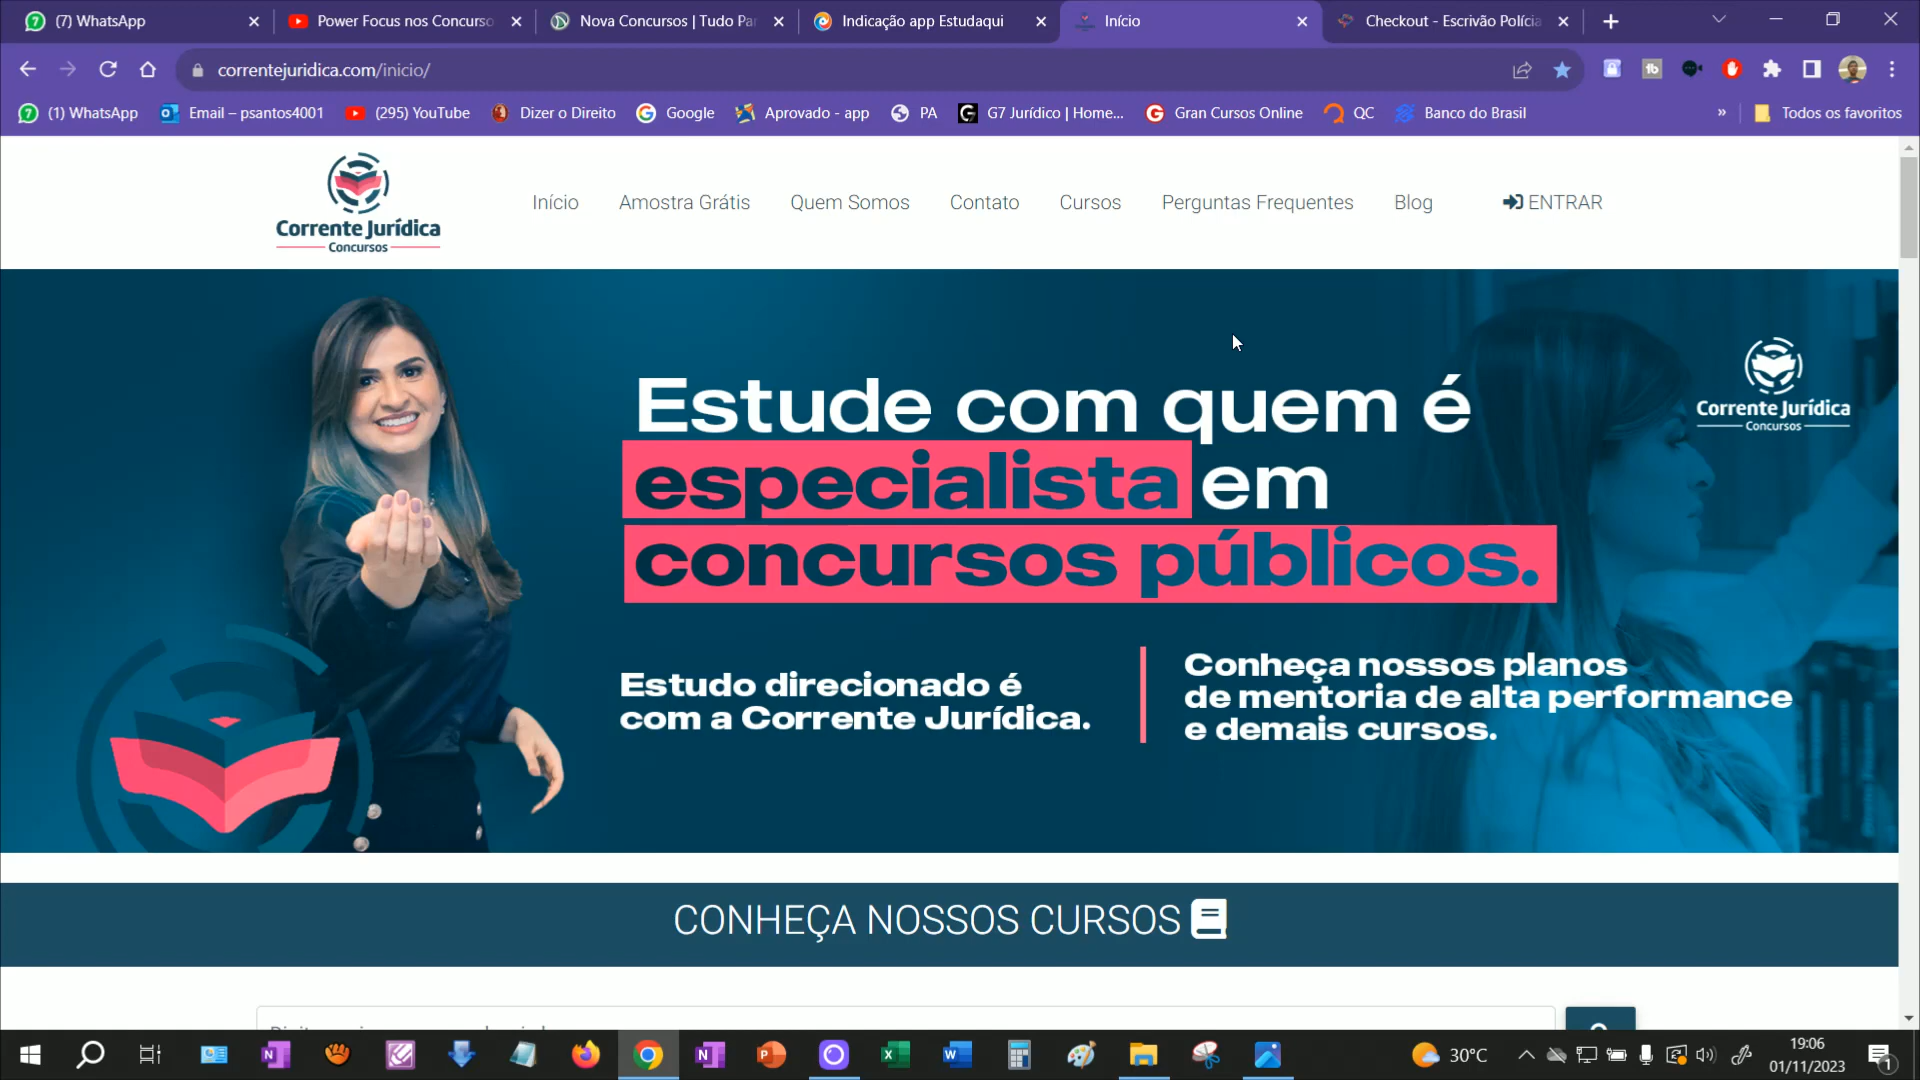 (7) WhatsApp
Power Focus nos Concurso
Nova Concursos | Tudo Par
Indicação app Estudaqui
Início
Checkout - Escrivão Polícia
correntejuridica.com/inicio/
(1) WhatsApp
Email – psantos4001
(295) YouTube
Dizer o Direito
Google
Aprovado - app
PA
G7 Jurídico | Home...
Gran Cursos Online
QC
Banco do Brasil
»
Todos os favoritos
Corrente Jurídica
Concursos
Início
Amostra Grátis
Quem Somos
Contato
Cursos
Perguntas Frequentes
Blog
ENTRAR
Estude com quem é
especialista em
concursos públicos.
Corrente Jurídica
Concursos
Estudo direcionado é
com a Corrente Jurídica.
Conheça nossos planos
de mentoria de alta performance
e demais cursos.
CONHEÇA NOSSOS CURSOS
30°C
19:06
01/11/2023
1